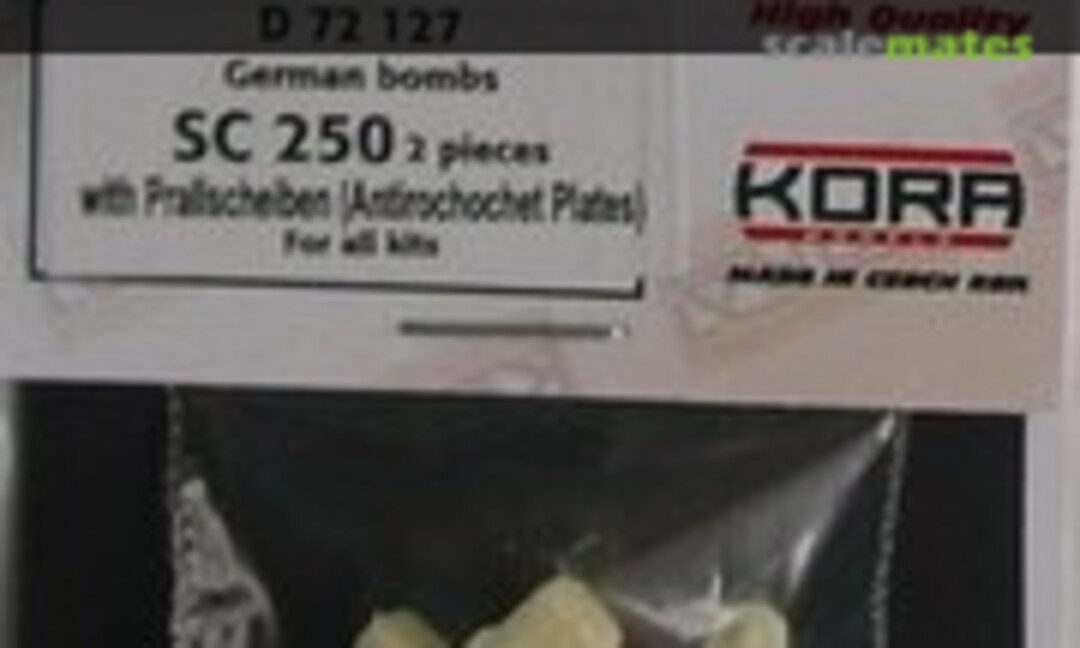 D 72 127
German bombs
SC 250 2 pieces
with Prallscheiben (Antirochochet Plates)
For all kits
High Quality
scalemates
KORA
MADE IN CZECH REP.